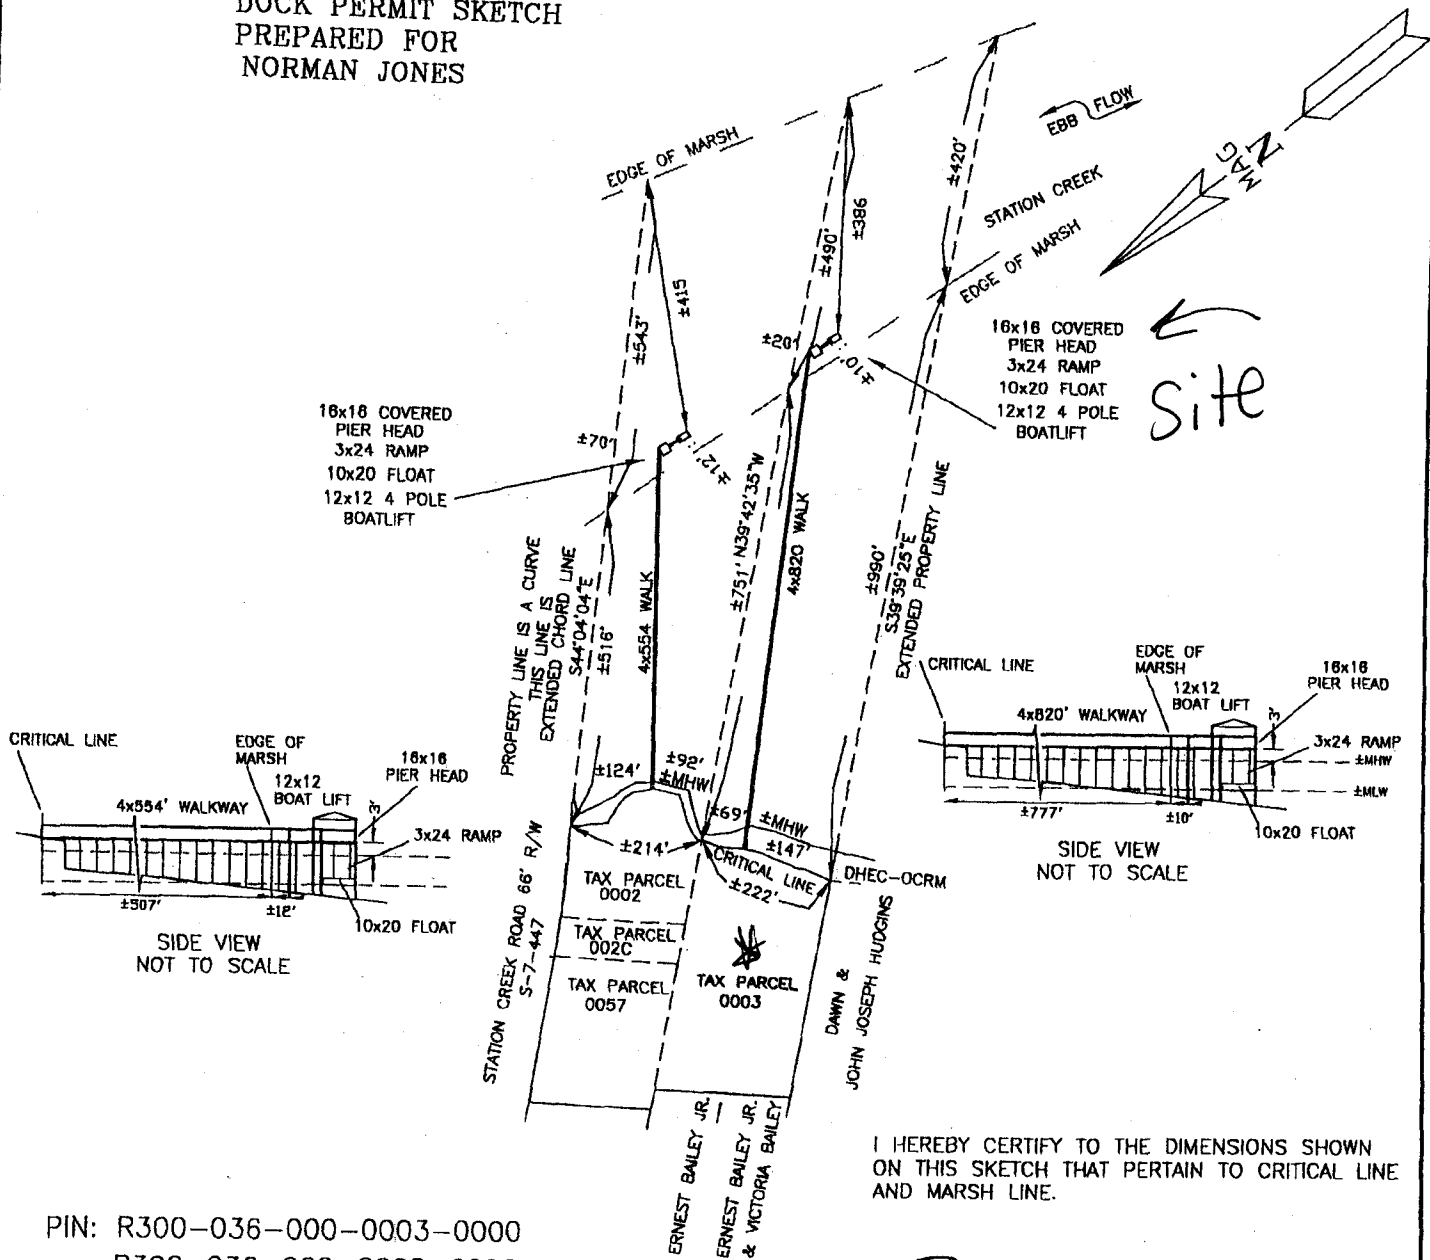 DOCK PERMIT SKETCH
PREPARED FOR
NORMAN JONES
EDGE OF MARSH
EBB
FLOW
MAG
N
±420'
±386
±490'
STATION CREEK
EDGE OF MARSH
±415
±543'
16x16 COVERED
PIER HEAD
3x24 RAMP
10x20 FLOAT
12x12 4 POLE
BOATLIFT
site
±20'
±10'
16x16 COVERED
PIER HEAD
3x24 RAMP
10x20 FLOAT
12x12 4 POLE
BOATLIFT
±70'
±12'
PROPERTY LINE IS A CURVE
THIS LINE IS
EXTENDED CHORD LINE
S44°04'04"E
±516'
4x554 WALK
±751' N39°42'35"W
4x820 WALK
±990'
S39°39'25"E
EXTENDED PROPERTY LINE
CRITICAL LINE
EDGE OF
MARSH
12x12
BOAT LIFT
16x16
PIER HEAD
4x820' WALKWAY
3'
3x24 RAMP
±MHW
±MLW
±777'
±10'
10x20 FLOAT
SIDE VIEW
NOT TO SCALE
CRITICAL LINE
EDGE OF
MARSH
12x12
BOAT LIFT
16x16
PIER HEAD
4x554' WALKWAY
3'
3x24 RAMP
±507'
±12'
10x20 FLOAT
SIDE VIEW
NOT TO SCALE
±124'
±92'
±MHW
±69'
±MHW
±147'
±214'
CRITICAL LINE
±222'
DHEC-OCRM
TAX PARCEL
0002
TAX PARCEL
002C
TAX PARCEL
0057
TAX PARCEL
0003
STATION CREEK ROAD 66' R/W
S-7-447
DAWN &
JOHN JOSEPH HUDGINS
ERNEST BAILEY JR.
ERNEST BAILEY JR.
& VICTORIA BAILEY
I HEREBY CERTIFY TO THE DIMENSIONS SHOWN
ON THIS SKETCH THAT PERTAIN TO CRITICAL LINE
AND MARSH LINE.
PIN: R300-036-000-0003-0000